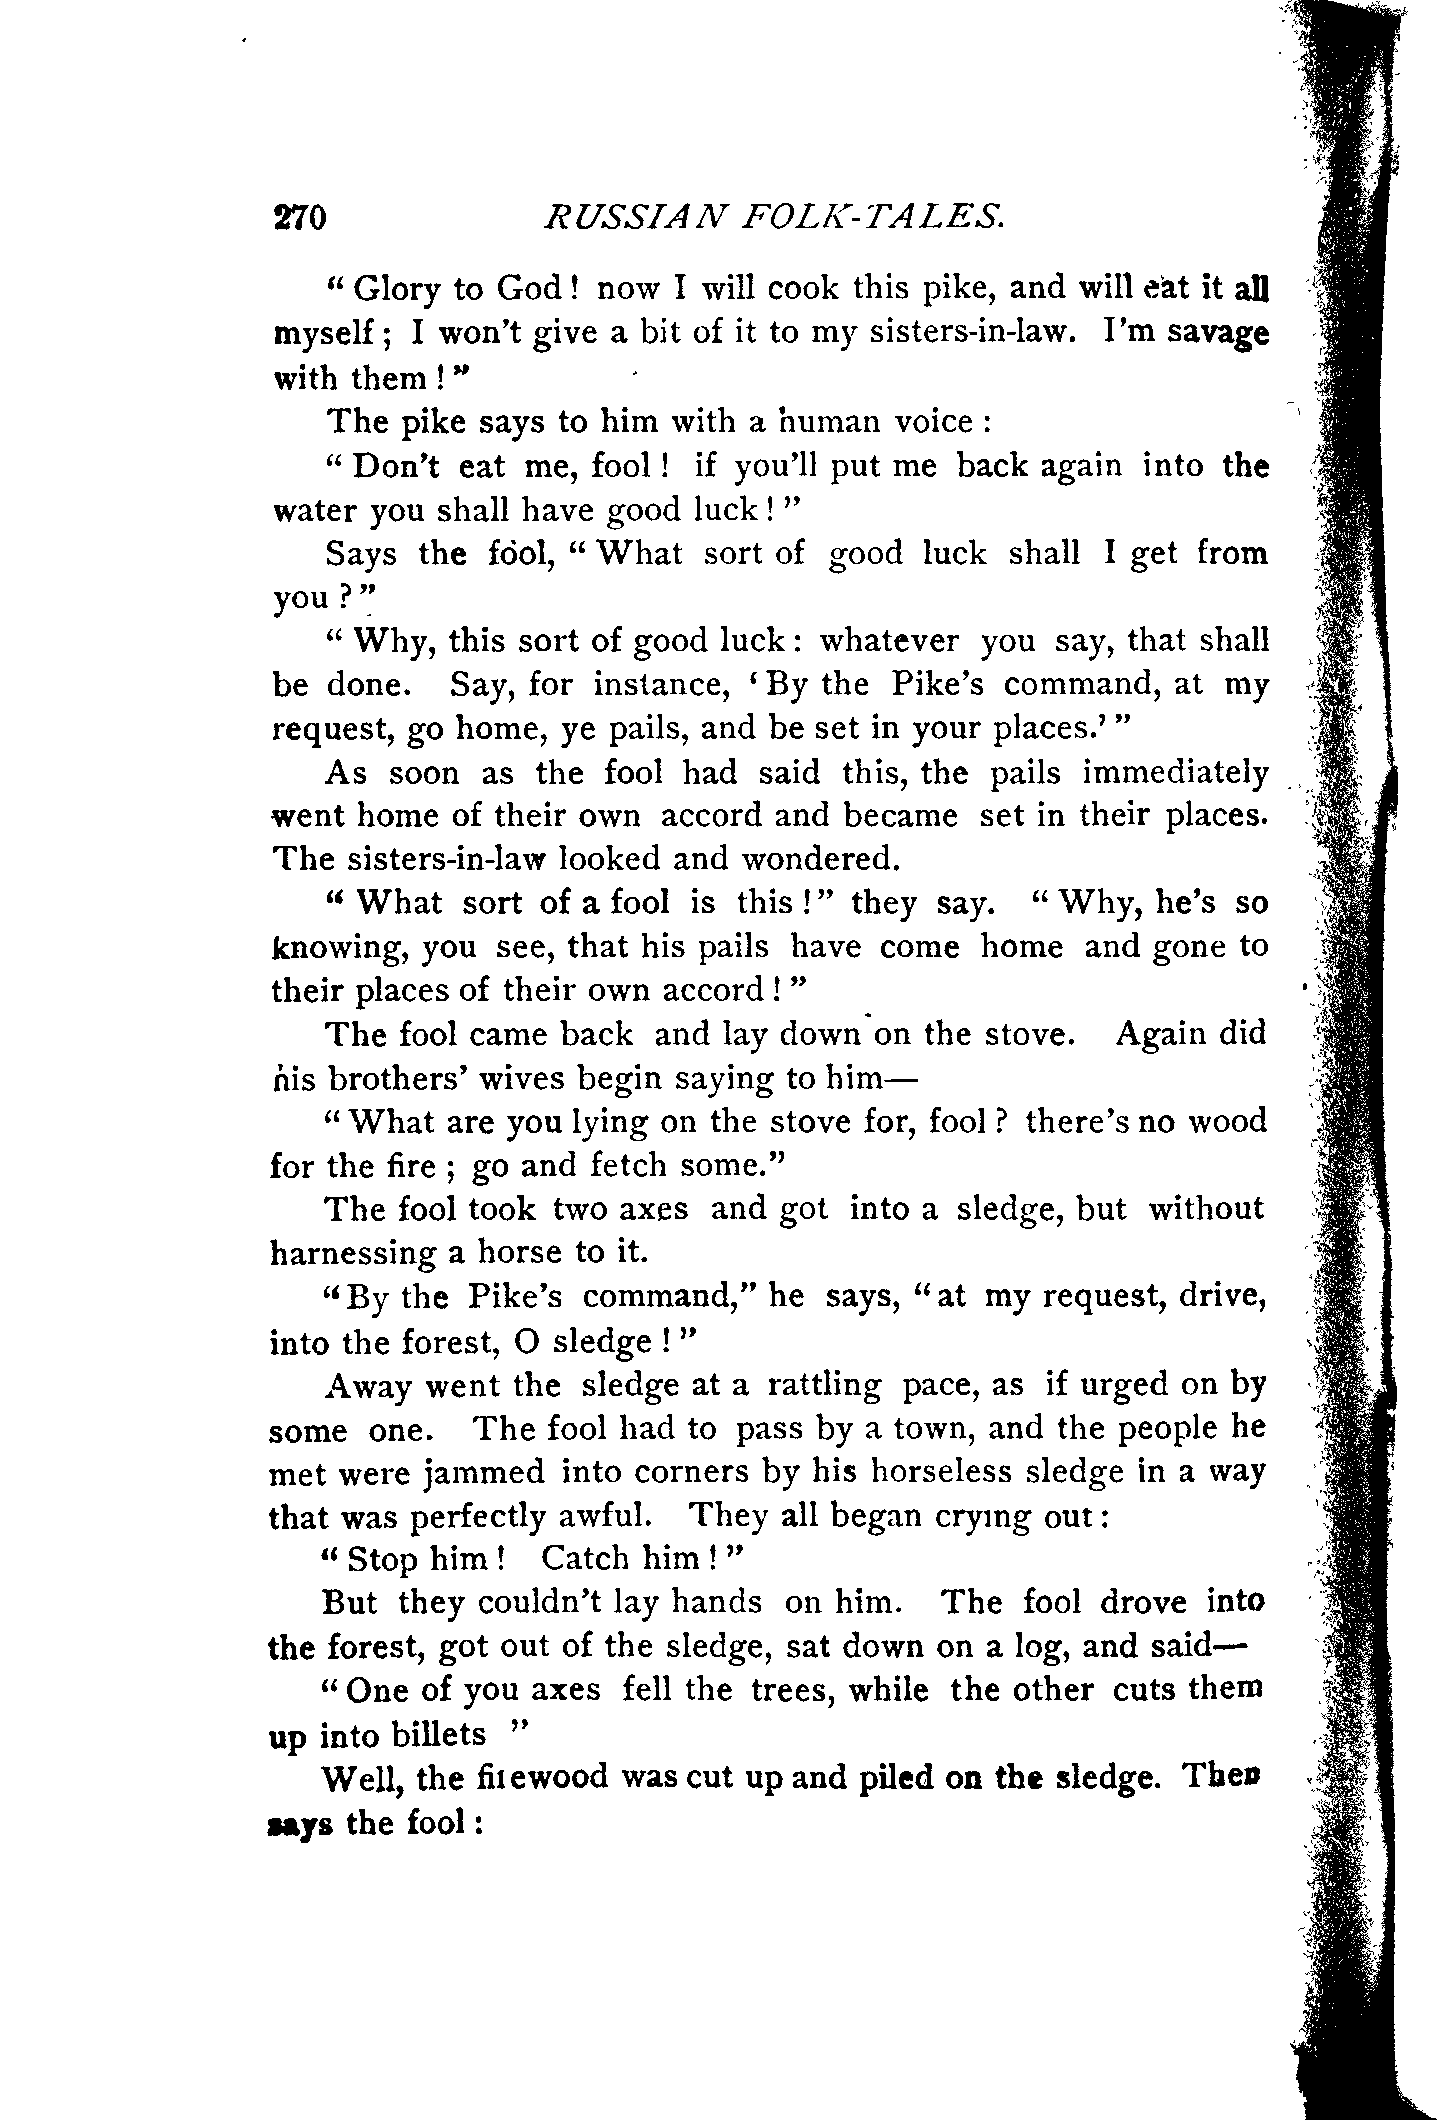 270 RUSSIAN FOLK-TALES.
“ Glory to God ! now I will cook this pike, and will eat it all
myself ; I won’t give a bit of it to my sisters-in-law. I’m savage
with them ! ”
The pike says to him with a human voice :
“ Don’t eat me, fool ! if you’ll put me back again into the
water you shall have good luck ! ”
Says the fool, “ What sort of good luck shall I get from
you ? ”
“ Why, this sort of good luck : whatever you say, that shall
be done. Say, for instance, ‘ By the Pike’s command, at my
request, go home, ye pails, and be set in your places.’ ”
As soon as the fool had said this, the pails immediately
went home of their own accord and became set in their places.
The sisters-in-law looked and wondered.
“ What sort of a fool is this ! ” they say. “ Why, he’s so
knowing, you see, that his pails have come home and gone to
their places of their own accord ! ”
The fool came back and lay down on the stove. Again did
his brothers’ wives begin saying to him—
“ What are you lying on the stove for, fool ? there’s no wood
for the fire ; go and fetch some.”
The fool took two axes and got into a sledge, but without
harnessing a horse to it.
“ By the Pike’s command,” he says, “ at my request, drive,
into the forest, O sledge ! ”
Away went the sledge at a rattling pace, as if urged on by
some one. The fool had to pass by a town, and the people he
met were jammed into corners by his horseless sledge in a way
that was perfectly awful. They all began crying out :
“ Stop him ! Catch him ! ”
But they couldn’t lay hands on him. The fool drove into
the forest, got out of the sledge, sat down on a log, and said—
“ One of you axes fell the trees, while the other cuts them
up into billets ”
Well, the firewood was cut up and piled on the sledge. Then
says the fool :